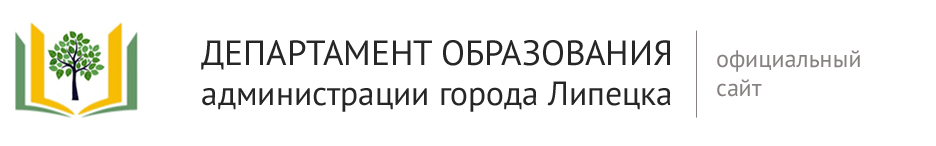 ДЕПАРТАМЕНТ ОБРАЗОВАНИЯ
администрации города Липецка
официальный
сайт